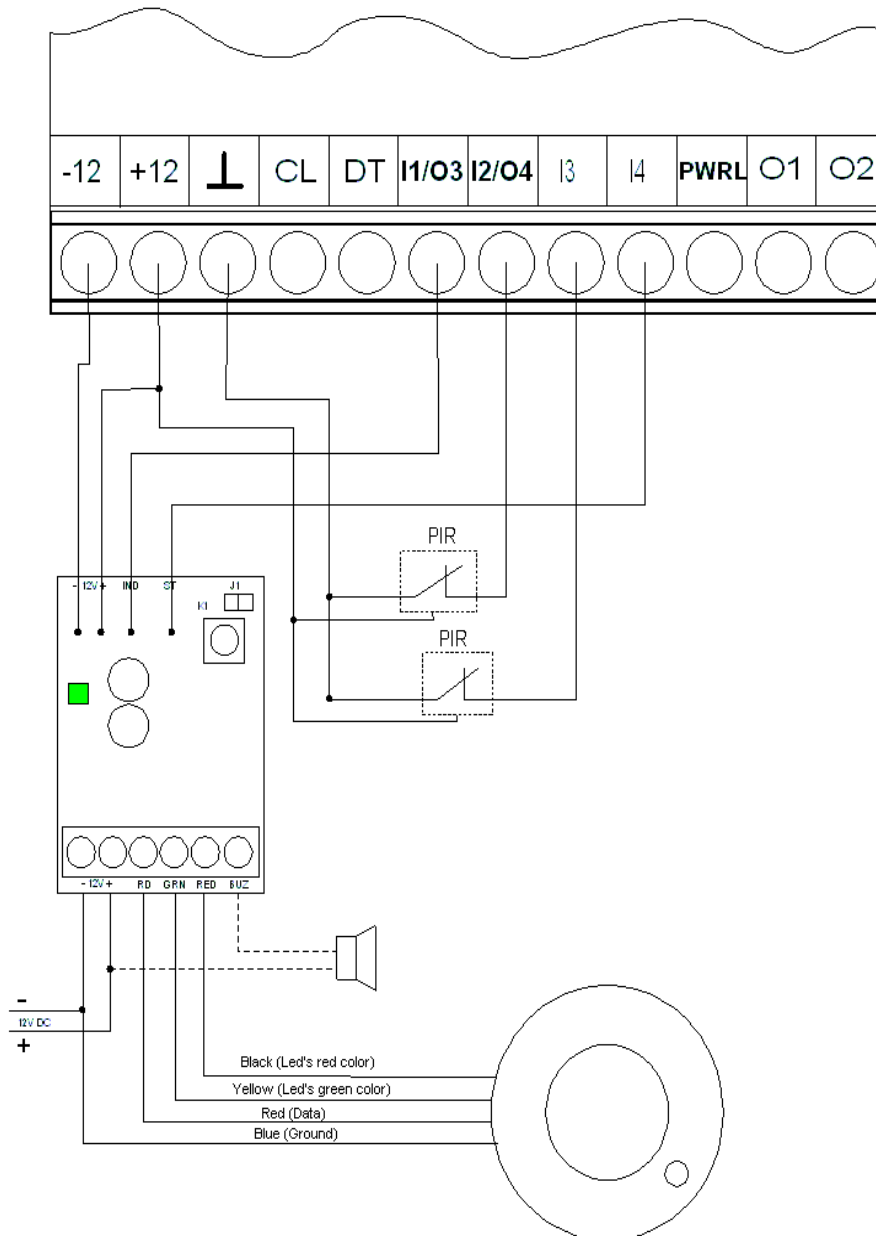 -12 +12 ⊥ CL DT I1/O3 I2/O4 I3 I4 PWRL O1 O2
PIR
- 12V + IND ST J1
K1
PIR
- 12V + RD GRN RED BUZ
-
12V DC
+
Black (Led's red color)
Yellow (Led's green color)
Red (Data)
Blue (Ground)